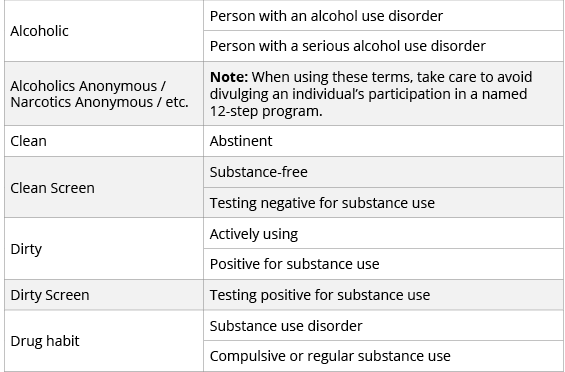 Alcoholic
Person with an alcohol use disorder
Person with a serious alcohol use disorder
Alcoholics Anonymous /
Narcotics Anonymous / etc.
Note: When using these terms, take care to avoid
divulging an individual's participation in a named
12-step program.
Clean
Abstinent
Clean Screen
Substance-free
Testing negative for substance use
Dirty
Actively using
Positive for substance use
Dirty Screen
Testing positive for substance use
Drug habit
Substance use disorder
Compulsive or regular substance use